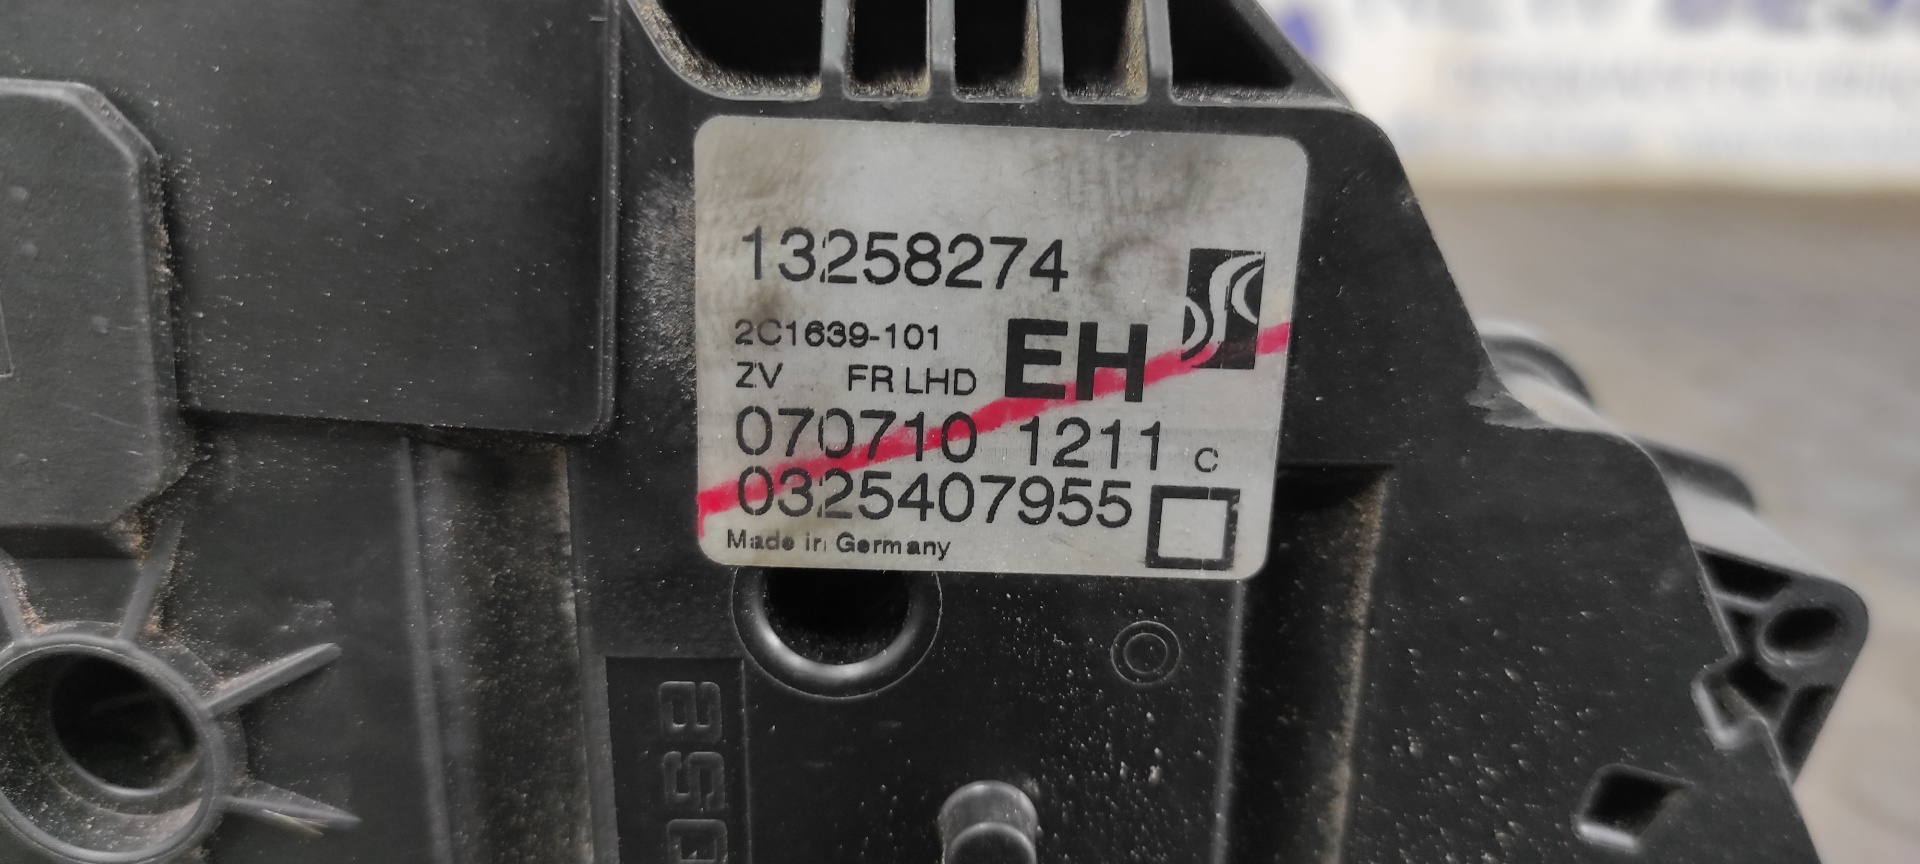 13258274
2C1639-101
EH
ZV FR LHD
070710 1211 C
0325407955
Made in Germany